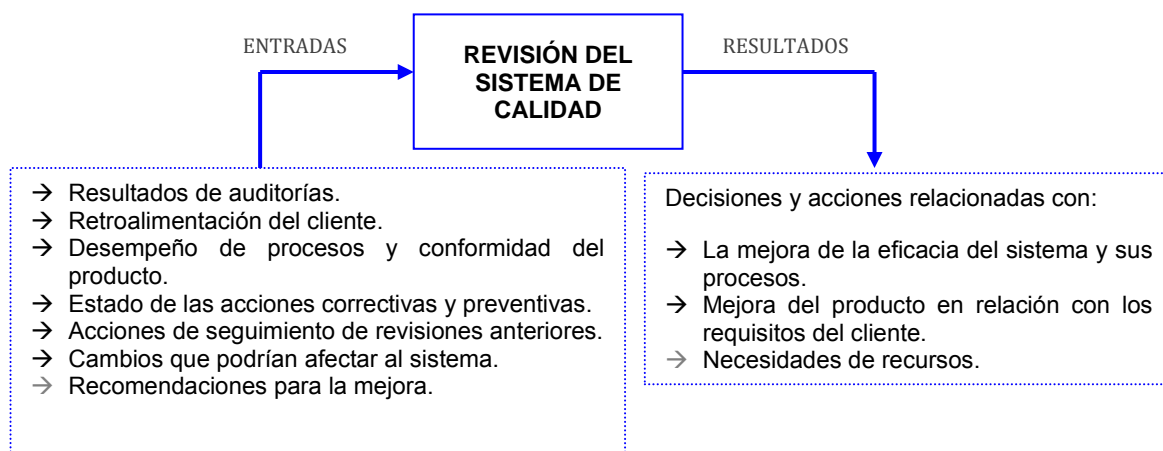 ENTRADAS
REVISIÓN DEL
SISTEMA DE
CALIDAD
RESULTADOS
→ Resultados de auditorías.
→ Retroalimentación del cliente.
→ Desempeño de procesos y conformidad del
producto.
→ Estado de las acciones correctivas y preventivas.
→ Acciones de seguimiento de revisiones anteriores.
→ Cambios que podrían afectar al sistema.
→ Recomendaciones para la mejora.
Decisiones y acciones relacionadas con:
→ La mejora de la eficacia del sistema y sus
procesos.
→ Mejora del producto en relación con los
requisitos del cliente.
→ Necesidades de recursos.